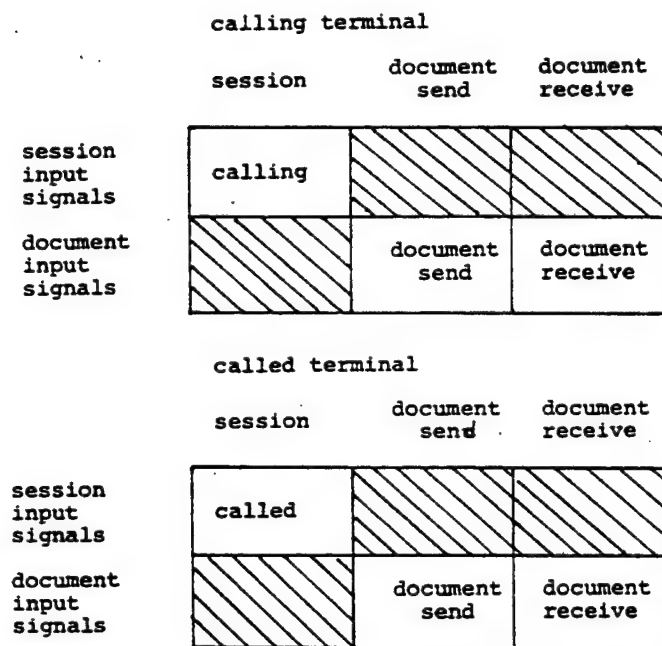 calling terminal
session document document
send receive
session
input calling
signals
document
input document document
signals send receive
called terminal
session document document
send receive
session
input called
signals
document
input document document
signals send receive